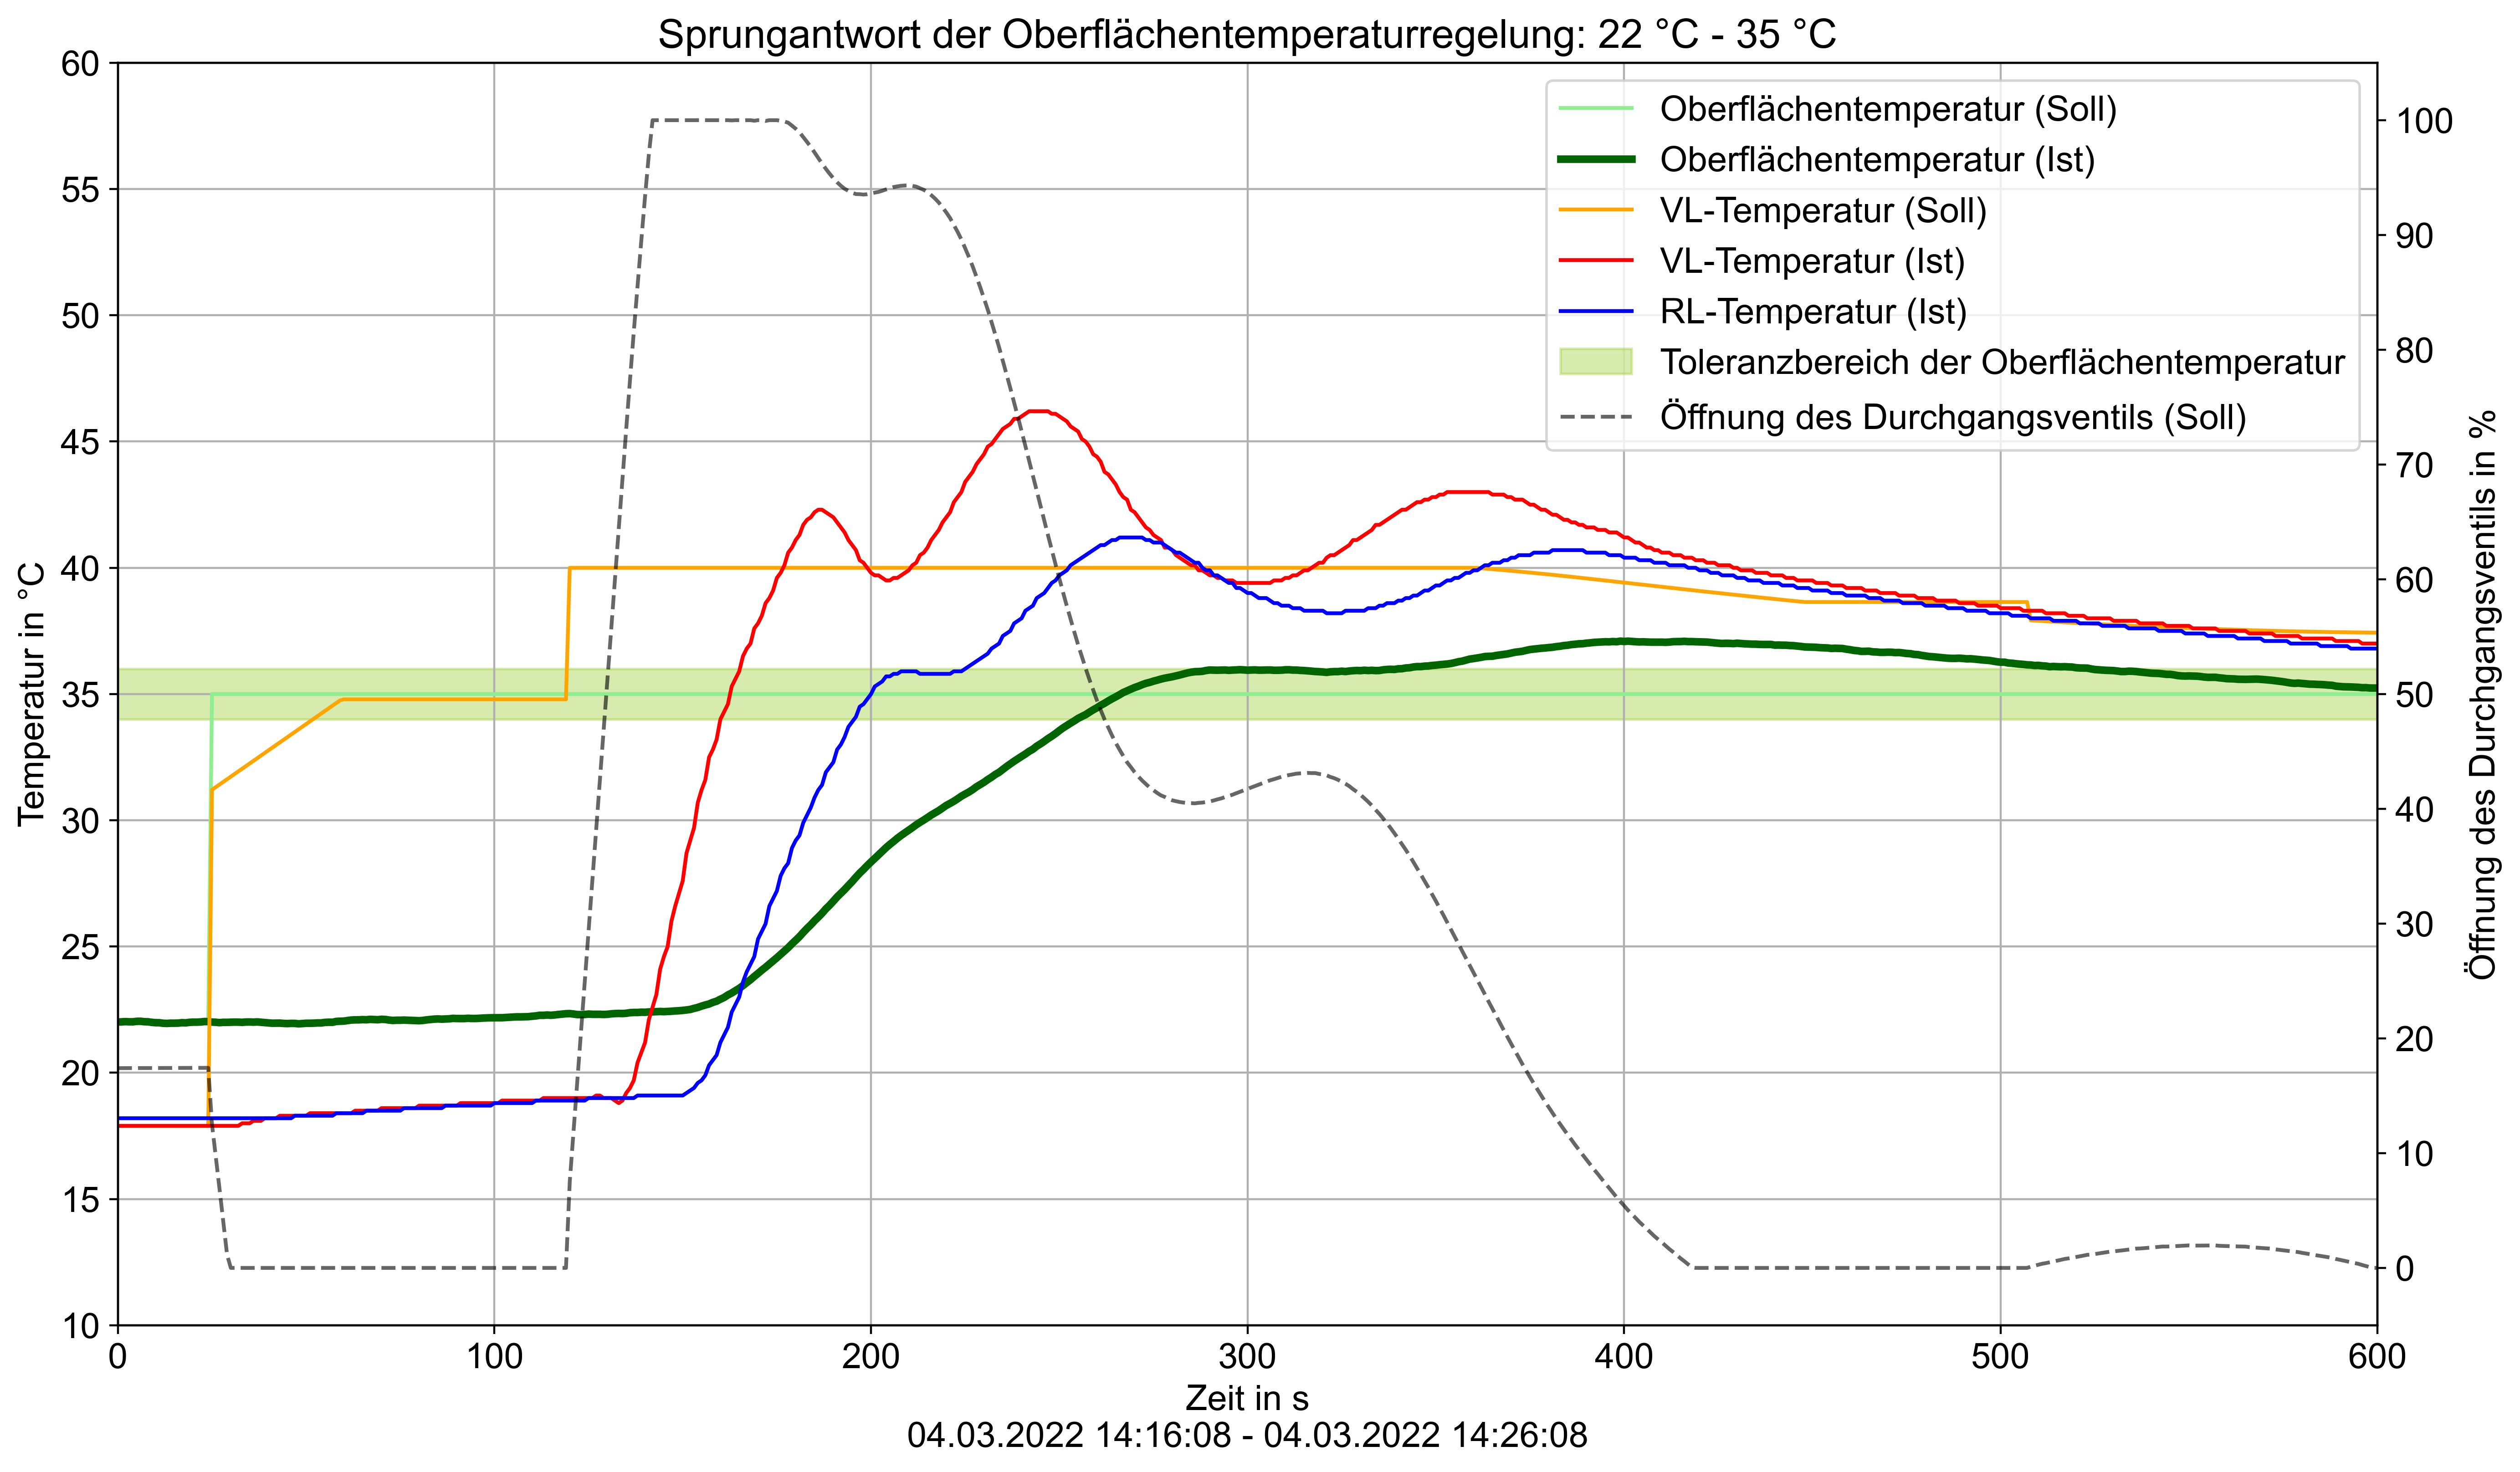 Sprungantwort der Oberflächentemperaturregelung: 22 °C - 35 °C
60
55
50
45
40
35
30
25
20
15
10
Temperatur in °C
Oberflächentemperatur (Soll)
Oberflächentemperatur (Ist)
VL-Temperatur (Soll)
VL-Temperatur (Ist)
RL-Temperatur (Ist)
Toleranzbereich der Oberflächentemperatur
Öffnung des Durchgangsventils (Soll)
100
90
80
70
60
50
40
30
20
10
0
Öffnung des Durchgangsventils in %
0 100 200 300 400 500 600
Zeit in s
04.03.2022 14:16:08 - 04.03.2022 14:26:08